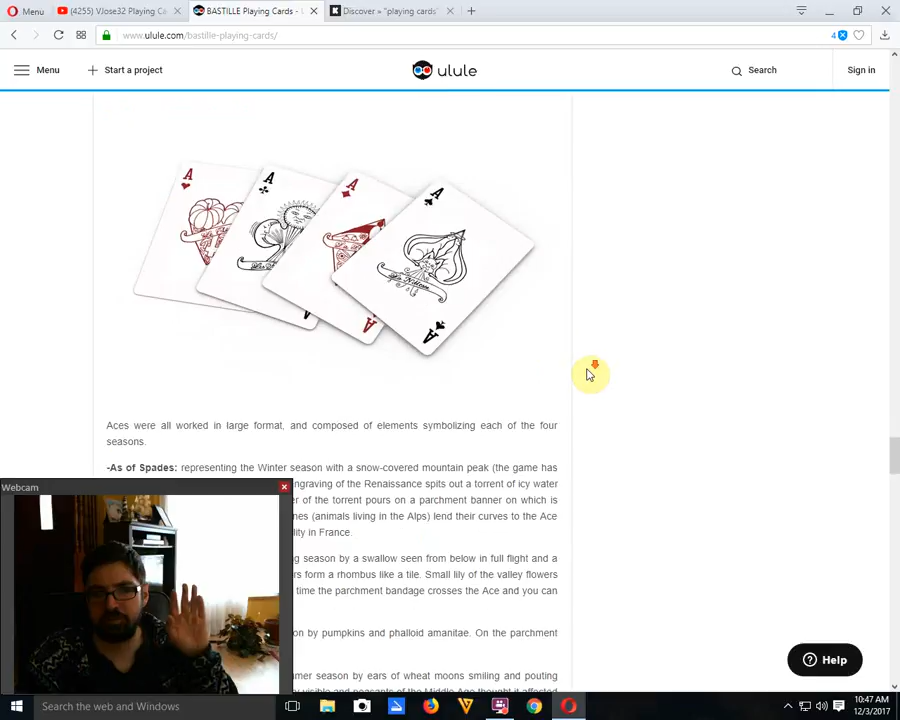 Menu
(4255) VJose32 Playing Ca
BASTILLE Playing Cards - U
Discover » "playing cards"
www.ulule.com/bastille-playing-cards/
4
Menu
Start a project
ulule
Search
Sign in
A
A
A
A
A
A
Aces were all worked in large format, and composed of elements symbolizing each of the four
seasons.
-As of Spades: representing the Winter season with a snow-covered mountain peak (the game has
ngraving of the Renaissance spits out a torrent of icy water
er of the torrent pours on a parchment banner on which is
nes (animals living in the Alps) lend their curves to the Ace
ility in France.
ng season by a swallow seen from below in full flight and a
rs form a rhombus like a tile. Small lily of the valley flowers
time the parchment bandage crosses the Ace and you can
on by pumpkins and phalloid amanitae. On the parchment
mer season by ears of wheat moons smiling and pouting
Webcam
Help
Search the web and Windows
10:47 AM
12/3/2017